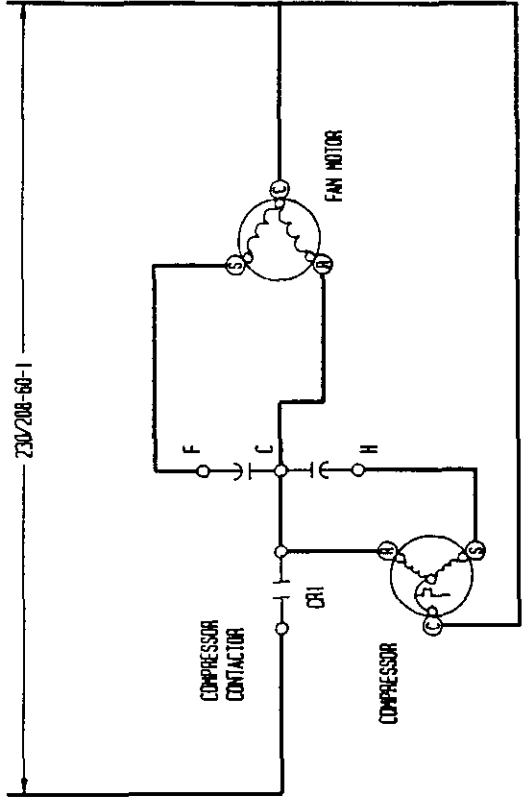 230/208-60-1
COMPRESSOR
CONTACTOR
CR1
F
C
H
S
R
C
FAN MOTOR
COMPRESSOR
C
R
S